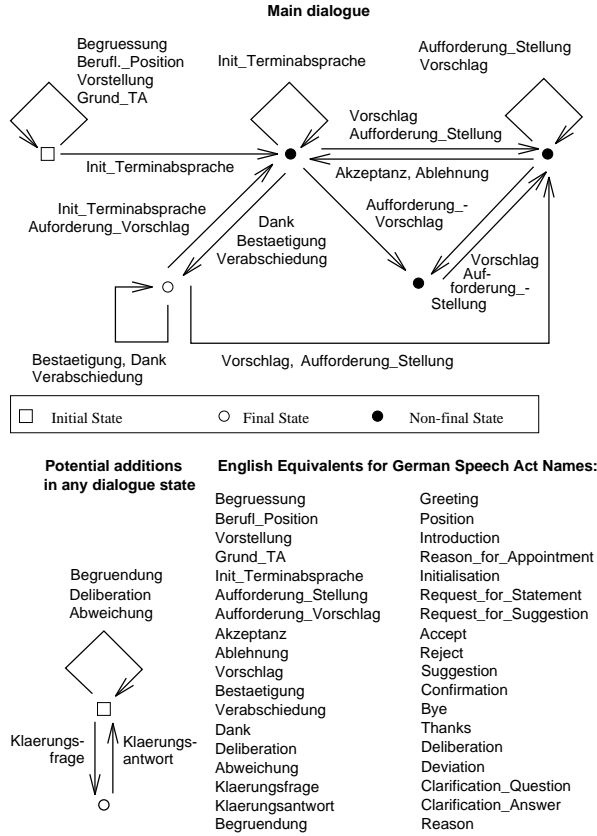 Main dialogue
Begruessung
Berufl._Position
Vorstellung
Grund_TA
Init_Terminabsprache
Aufforderung_Stellung
Vorschlag
Vorschlag
Aufforderung_Stellung
Init_Terminabsprache
Akzeptanz, Ablehnung
Init_Terminabsprache
Auforderung_Vorschlag
Dank
Bestaetigung
Verabschiedung
Aufforderung_-
Vorschlag
Vorschlag
Auf-
forderung_-
Stellung
Bestaetigung, Dank
Verabschiedung
Vorschlag, Aufforderung_Stellung
Initial State
Final State
Non-final State
Potential additions
in any dialogue state
Begruendung
Deliberation
Abweichung
Klaerungs-
frage
Klaerungs-
antwort
English Equivalents for German Speech Act Names:
Begruessung Greeting
Berufl_Position Position
Vorstellung Introduction
Grund_TA Reason_for_Appointment
Init_Terminabsprache Initialisation
Aufforderung_Stellung Request_for_Statement
Aufforderung_Vorschlag Request_for_Suggestion
Akzeptanz Accept
Ablehnung Reject
Vorschlag Suggestion
Bestaetigung Confirmation
Verabschiedung Bye
Dank Thanks
Deliberation Deliberation
Abweichung Deviation
Klaerungsfrage Clarification_Question
Klaerungsantwort Clarification_Answer
Begruendung Reason